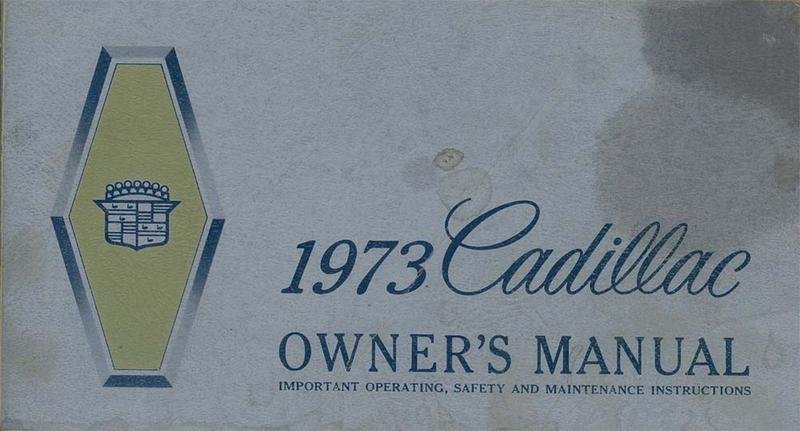 1973 Cadillac
OWNER'S MANUAL
IMPORTANT OPERATING, SAFETY AND MAINTENANCE INSTRUCTIONS